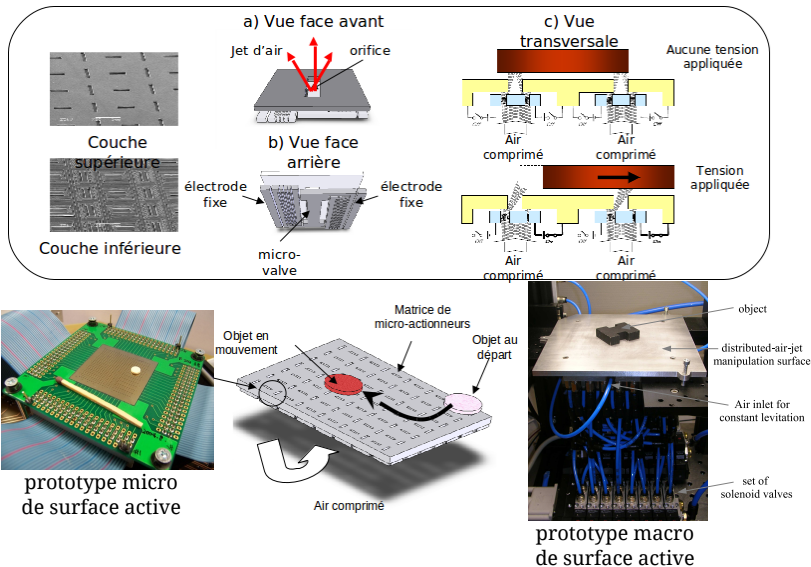 a) Vue face avant
Jet d'air
orifice
c) Vue
transversale
Aucune tension
appliquée
Couche
supérieure
Air
comprimé
Air
comprimé
b) Vue face
arrière
électrode
fixe
électrode
fixe
micro-
valve
Couche inférieure
Tension
appliquée
Air
comprimé
Air
comprimé
Objet en
mouvement
Matrice de
micro-actionneurs
Objet au
départ
Air comprimé
prototype micro
de surface active
object
distributed-air-jet
manipulation surface
Air inlet for
constant levitation
set of
solenoid valves
prototype macro
de surface active